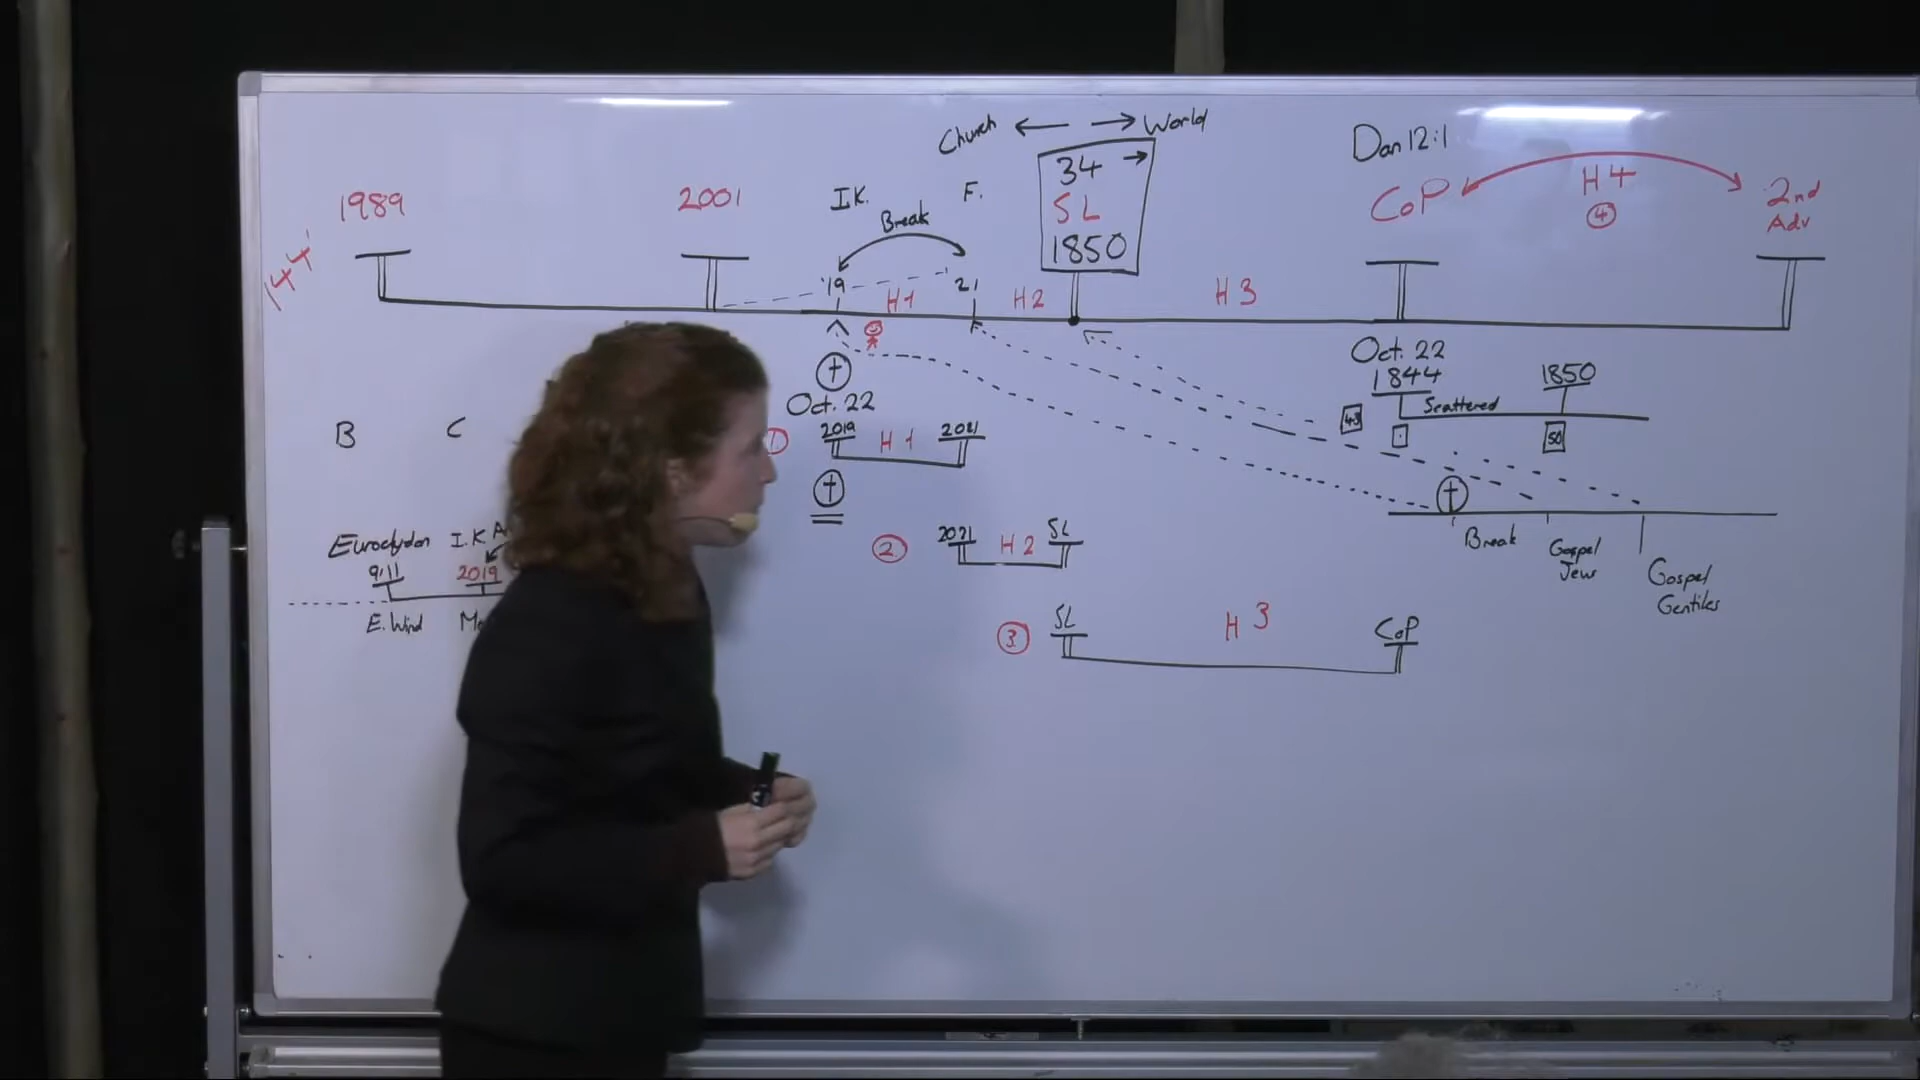 Church ← → World
Dan 12:1
34 →
SL
1850
I.K.
Break
F.
1989
2001
CoP
H4
④
2nd
Adv
144'
'19
21
H1
H2
H3
Oct. 22
2019 H1 2021
Oct. 22
1844
1850
Scattered
50
B
C
Euroclydon
9/11
E. Wind
I.K
2019
② 2021 H2 SL
③ SL H3 CoP
Break
Gospel
Jews
Gospel
Gentiles